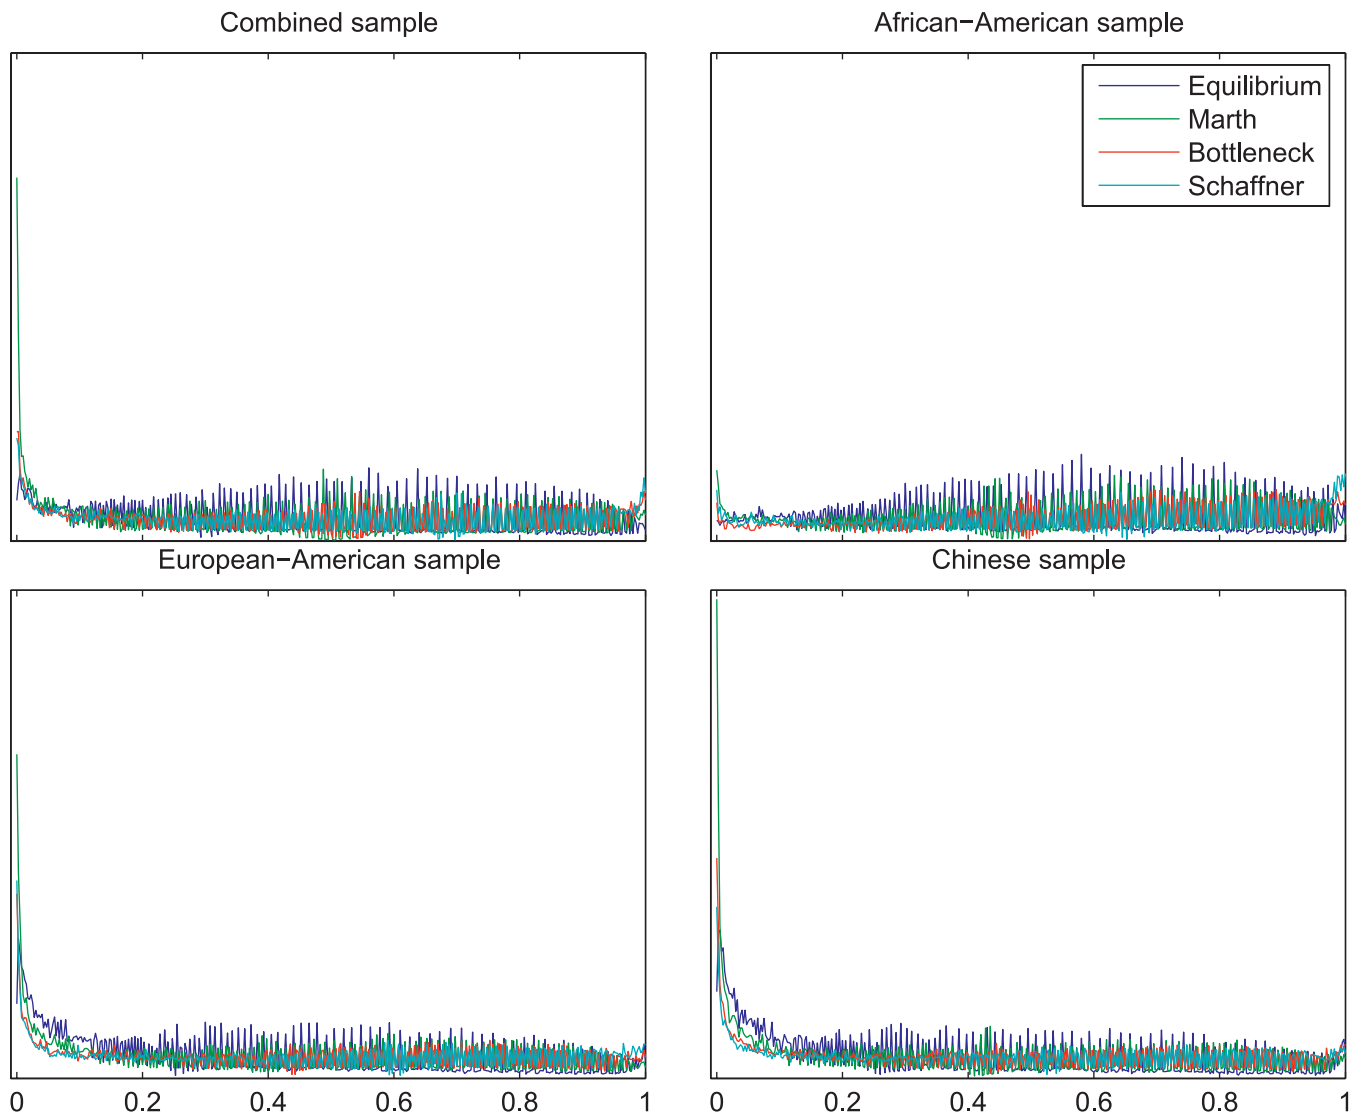 Combined sample
African−American sample
Equilibrium
Marth
Bottleneck
Schaffner
European−American sample
Chinese sample
0 0.2 0.4 0.6 0.8 1
0 0.2 0.4 0.6 0.8 1